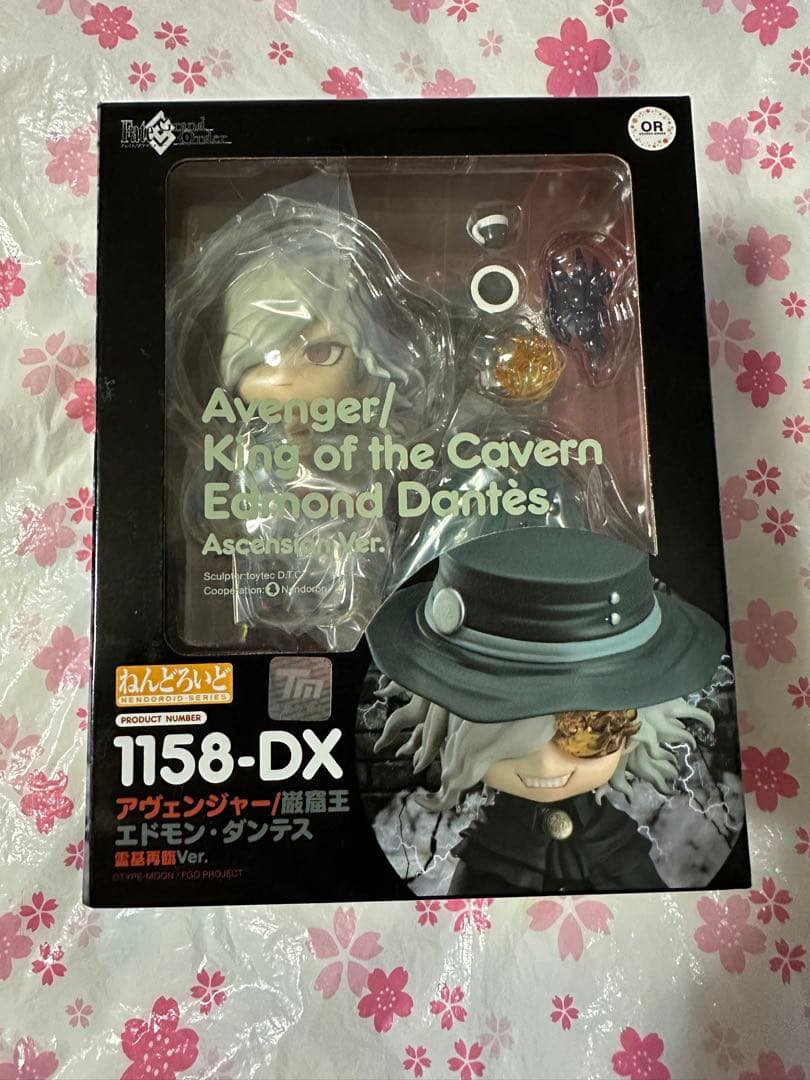 Fate
Grand
Order
OR
ORANGE ROUGE
Avenger/
King of the Cavern
Edmond Dantès
Ascension Ver.
Sculptor:toytec D.T.C
Cooperation: Nendoron
ねんどろいど
NENDOROID·SERIES
TM
PRODUCT NUMBER
1158-DX
アヴェンジャー/巌窟王
エドモン・ダンテス
霊基再臨Ver.
©TYPE-MOON / FGO PROJECT